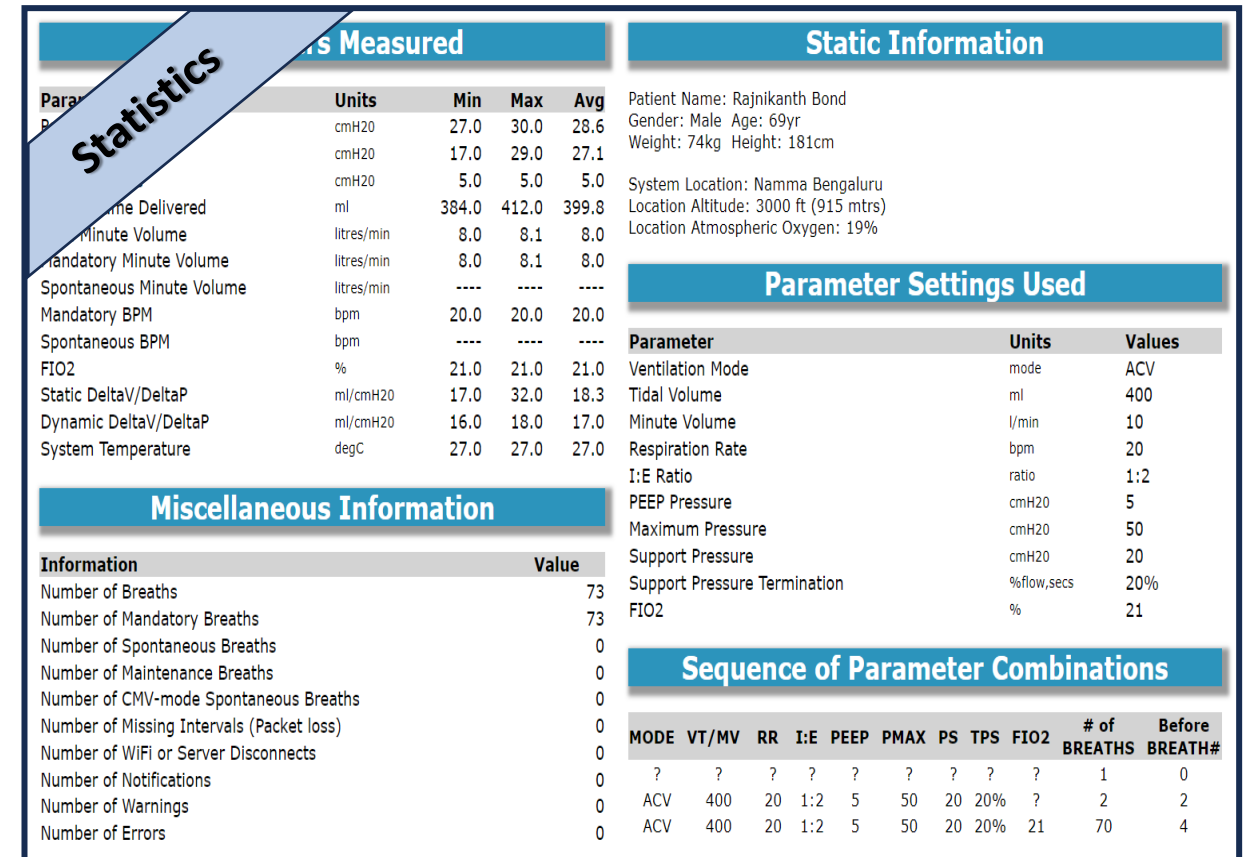 Statistics
Measured
Units Min Max Avg
cmH20 27.0 30.0 28.6
cmH20 17.0 29.0 27.1
cmH20 5.0 5.0 5.0
Delivered ml 384.0 412.0 399.8
Minute Volume litres/min 8.0 8.1 8.0
Mandatory Minute Volume litres/min 8.0 8.1 8.0
Spontaneous Minute Volume litres/min ---- ---- ----
Mandatory BPM bpm 20.0 20.0 20.0
Spontaneous BPM bpm ---- ---- ----
FIO2 % 21.0 21.0 21.0
Static DeltaV/DeltaP ml/cmH20 17.0 32.0 18.3
Dynamic DeltaV/DeltaP ml/cmH20 16.0 18.0 17.0
System Temperature degC 27.0 27.0 27.0
Miscellaneous Information
Information Value
Number of Breaths 73
Number of Mandatory Breaths 73
Number of Spontaneous Breaths 0
Number of Maintenance Breaths 0
Number of CMV-mode Spontaneous Breaths 0
Number of Missing Intervals (Packet loss) 0
Number of WiFi or Server Disconnects 0
Number of Notifications 0
Number of Warnings 0
Number of Errors 0
Static Information
Patient Name: Rajnikanth Bond
Gender: Male Age: 69yr
Weight: 74kg Height: 181cm
System Location: Namma Bengaluru
Location Altitude: 3000 ft (915 mtrs)
Location Atmospheric Oxygen: 19%
Parameter Settings Used
Parameter Units Values
Ventilation Mode mode ACV
Tidal Volume ml 400
Minute Volume l/min 10
Respiration Rate bpm 20
I:E Ratio ratio 1:2
PEEP Pressure cmH20 5
Maximum Pressure cmH20 50
Support Pressure cmH20 20
Support Pressure Termination %flow,secs 20%
FIO2 % 21
Sequence of Parameter Combinations
MODE VT/MV RR I:E PEEP PMAX PS TPS FIO2 # of BREATHS Before BREATH#
? ? ? ? ? ? ? ? ? 1 0
ACV 400 20 1:2 5 50 20 20% ? 2 2
ACV 400 20 1:2 5 50 20 20% 21 70 4